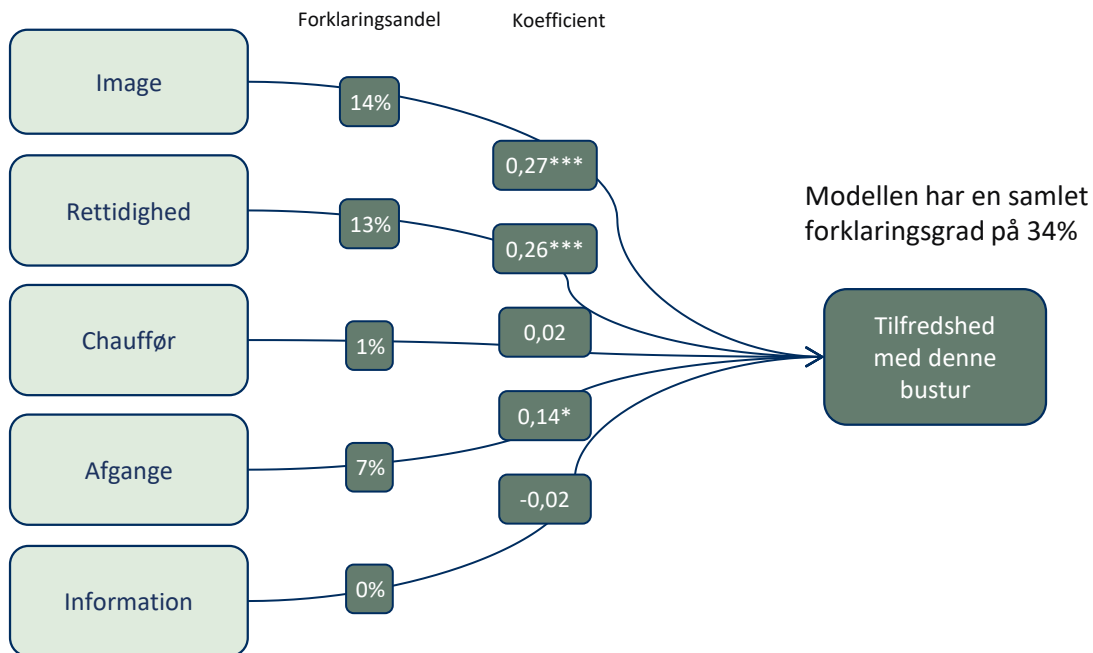 Forklaringsandel
Koefficient
Image
14%
0,27***
Rettidighed
13%
0,26***
Modellen har en samlet
forklaringsgrad på 34%
Chauffør
1%
0,02
Tilfredshed
med denne
bustur
Afgange
7%
0,14*
-0,02
Information
0%